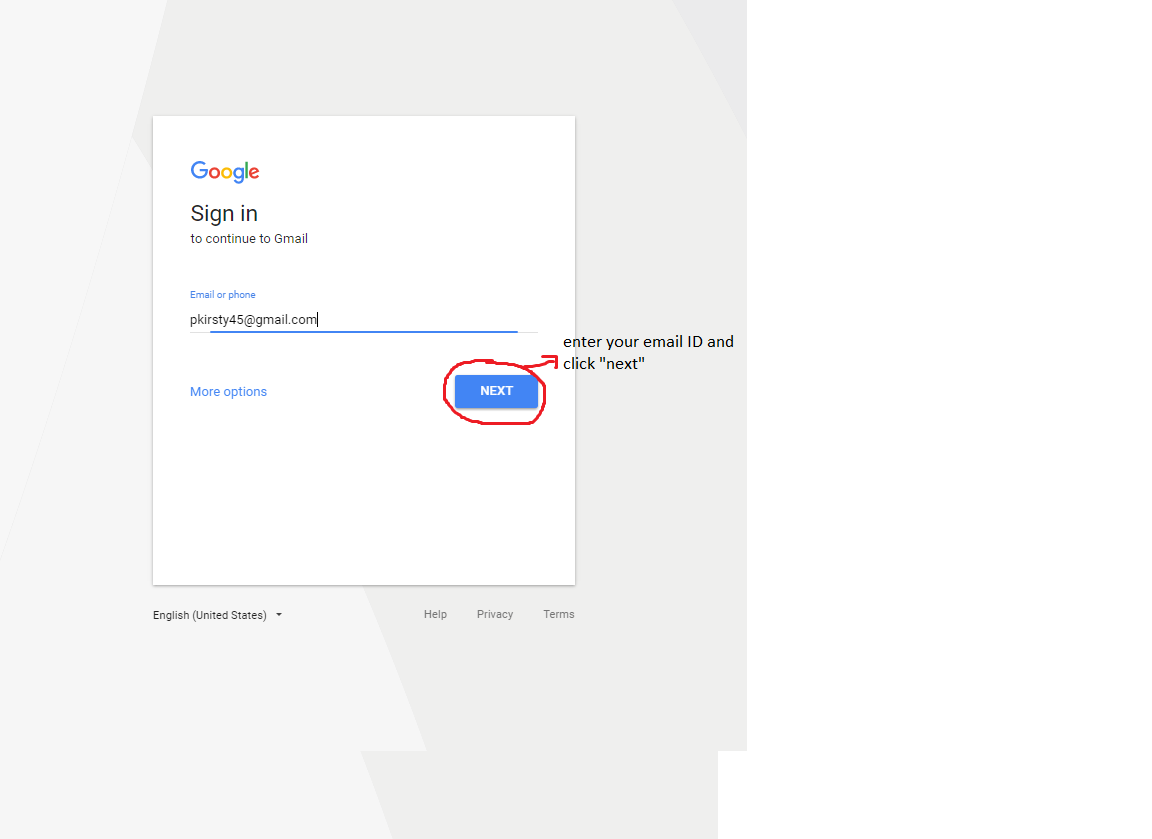 Google
Sign in
to continue to Gmail
Email or phone
pkirsty45@gmail.com
enter your email ID and
click "next"
More options
NEXT
English (United States)
Help Privacy Terms